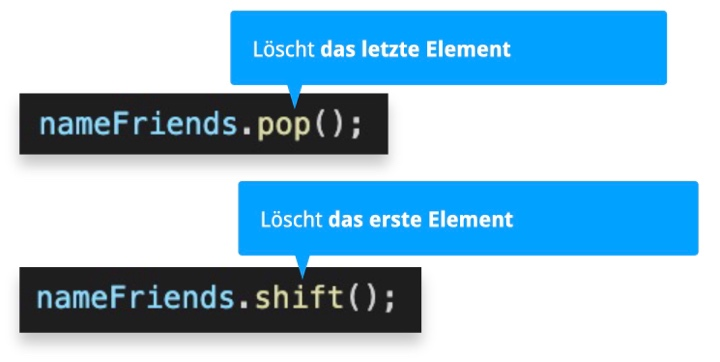 Löscht das letzte Element
nameFriends.pop();
Löscht das erste Element
nameFriends.shift();